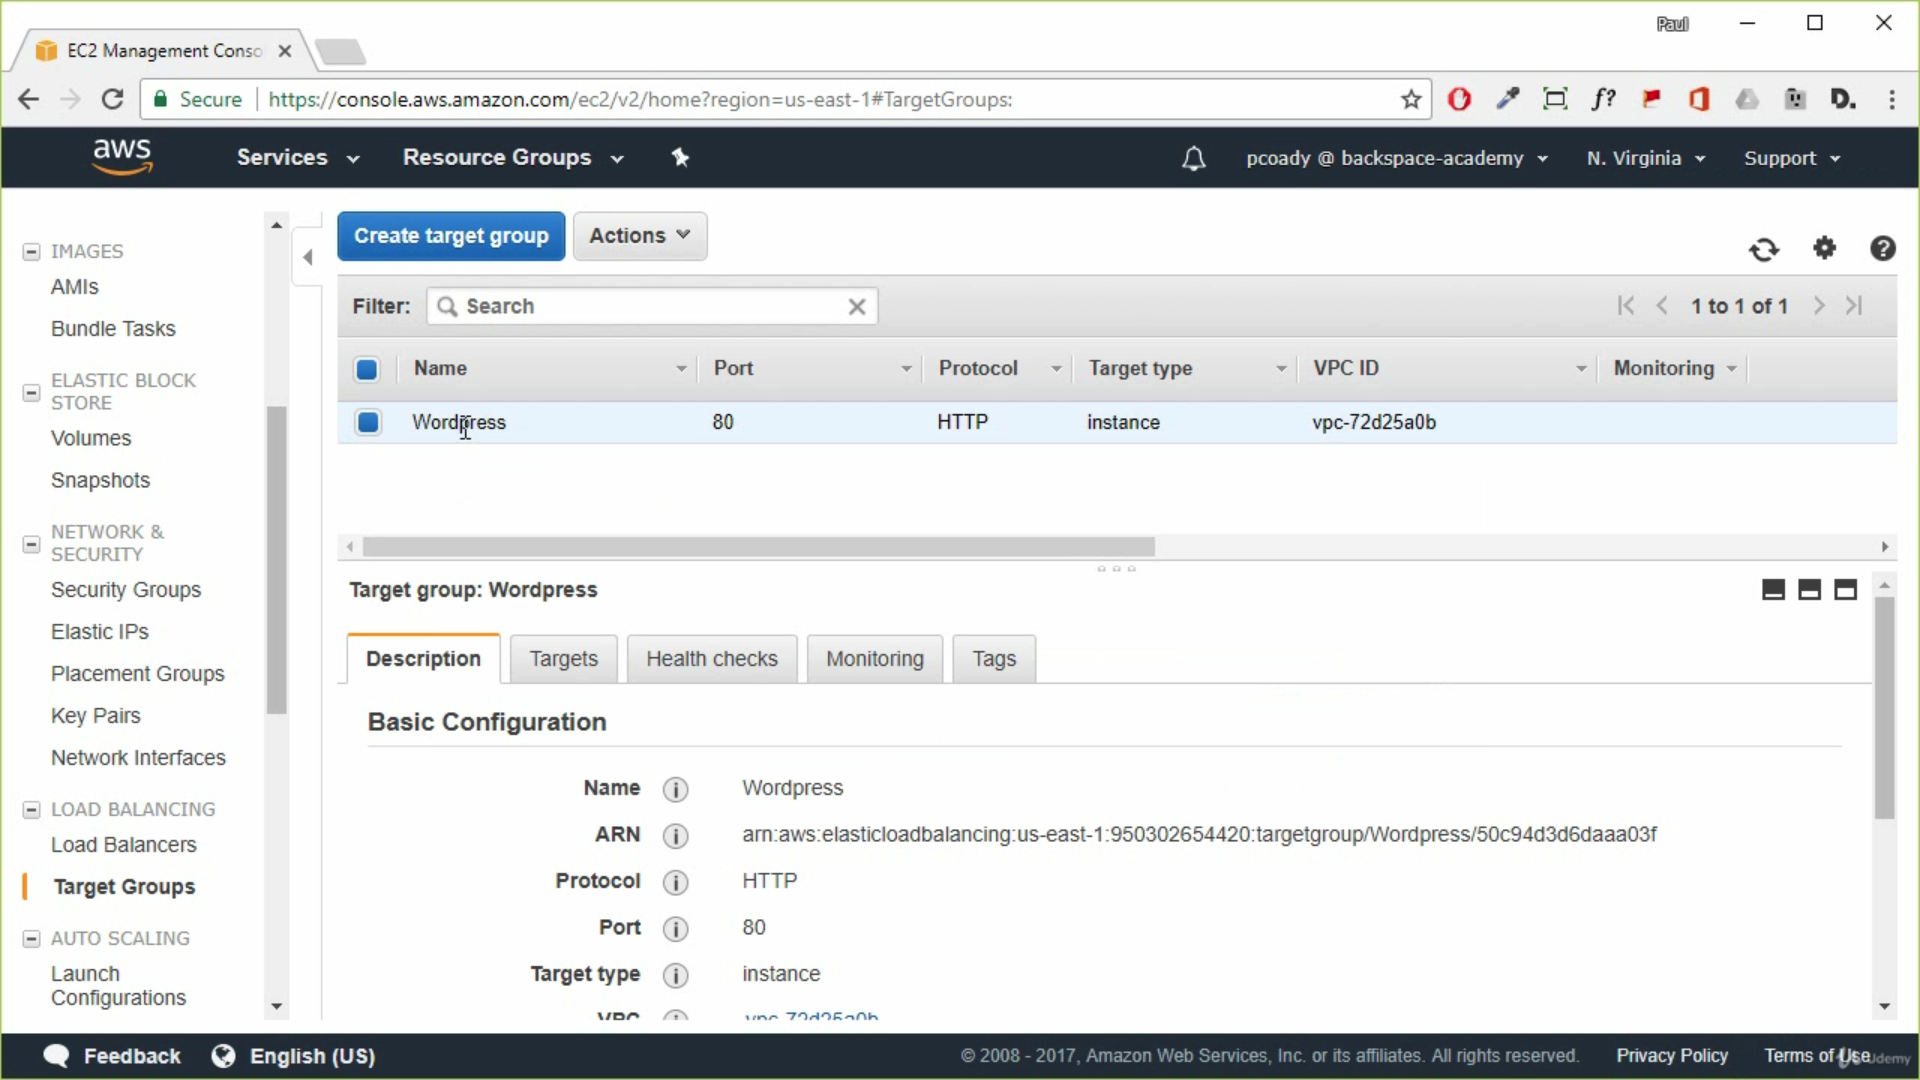 Paul
EC2 Management Conso
Secure
https://console.aws.amazon.com/ec2/v2/home?region=us-east-1#TargetGroups:
f?
D.
aws
Services
Resource Groups
pcoady @ backspace-academy
N. Virginia
Support
IMAGES
AMIs
Bundle Tasks
ELASTIC BLOCK
STORE
Volumes
Snapshots
NETWORK &
SECURITY
Security Groups
Elastic IPs
Placement Groups
Key Pairs
Network Interfaces
LOAD BALANCING
Load Balancers
Target Groups
AUTO SCALING
Launch
Configurations
Create target group
Actions
Filter:
Search
1 to 1 of 1
Name Port Protocol Target type VPC ID Monitoring
Wordpress 80 HTTP instance vpc-72d25a0b
Target group: Wordpress
Description Targets Health checks Monitoring Tags
Basic Configuration
Name Wordpress
ARN arn:aws:elasticloadbalancing:us-east-1:950302654420:targetgroup/Wordpress/50c94d3d6daaa03f
Protocol HTTP
Port 80
Target type instance
VPC vpc-72d25a0b
Feedback
English (US)
© 2008 - 2017, Amazon Web Services, Inc. or its affiliates. All rights reserved.
Privacy Policy
Terms of Use
Udemy